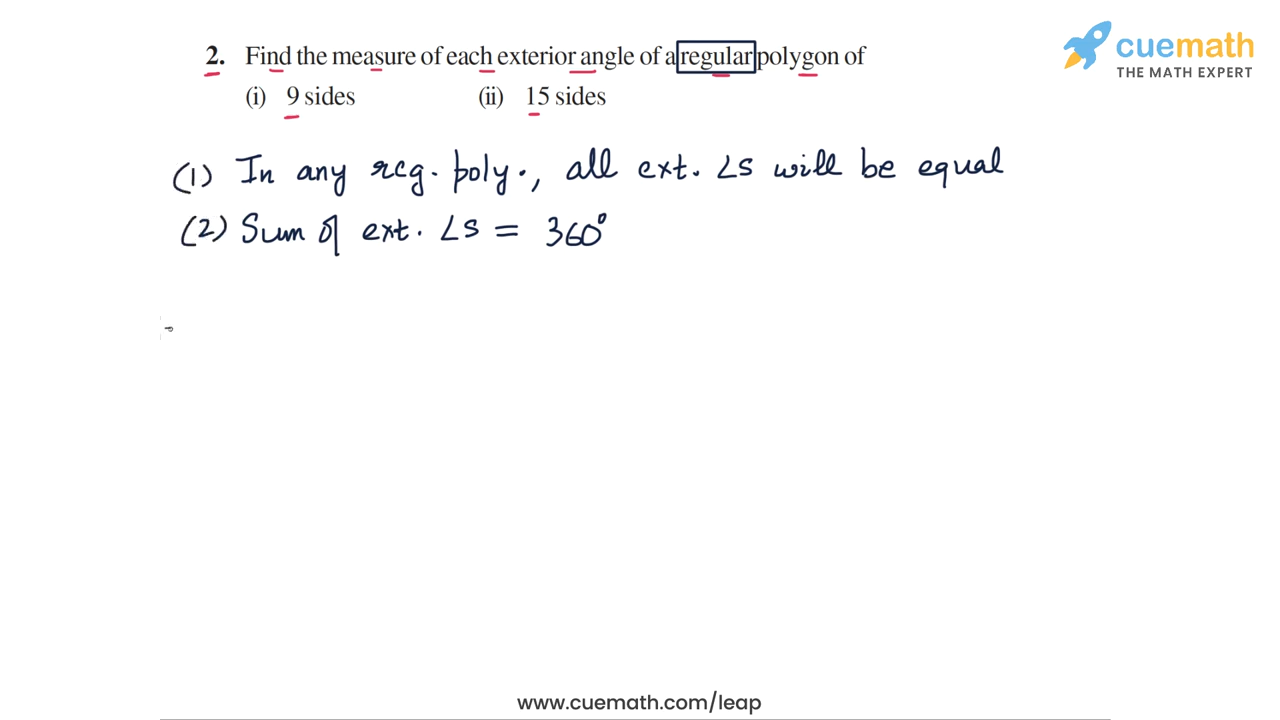 cuemath
THE MATH EXPERT
2. Find the measure of each exterior angle of a regular polygon of
(i) 9 sides (ii) 15 sides
(1) In any reg. poly., all ext. ∠s will be equal
(2) Sum of ext. ∠s = 360°
www.cuemath.com/leap